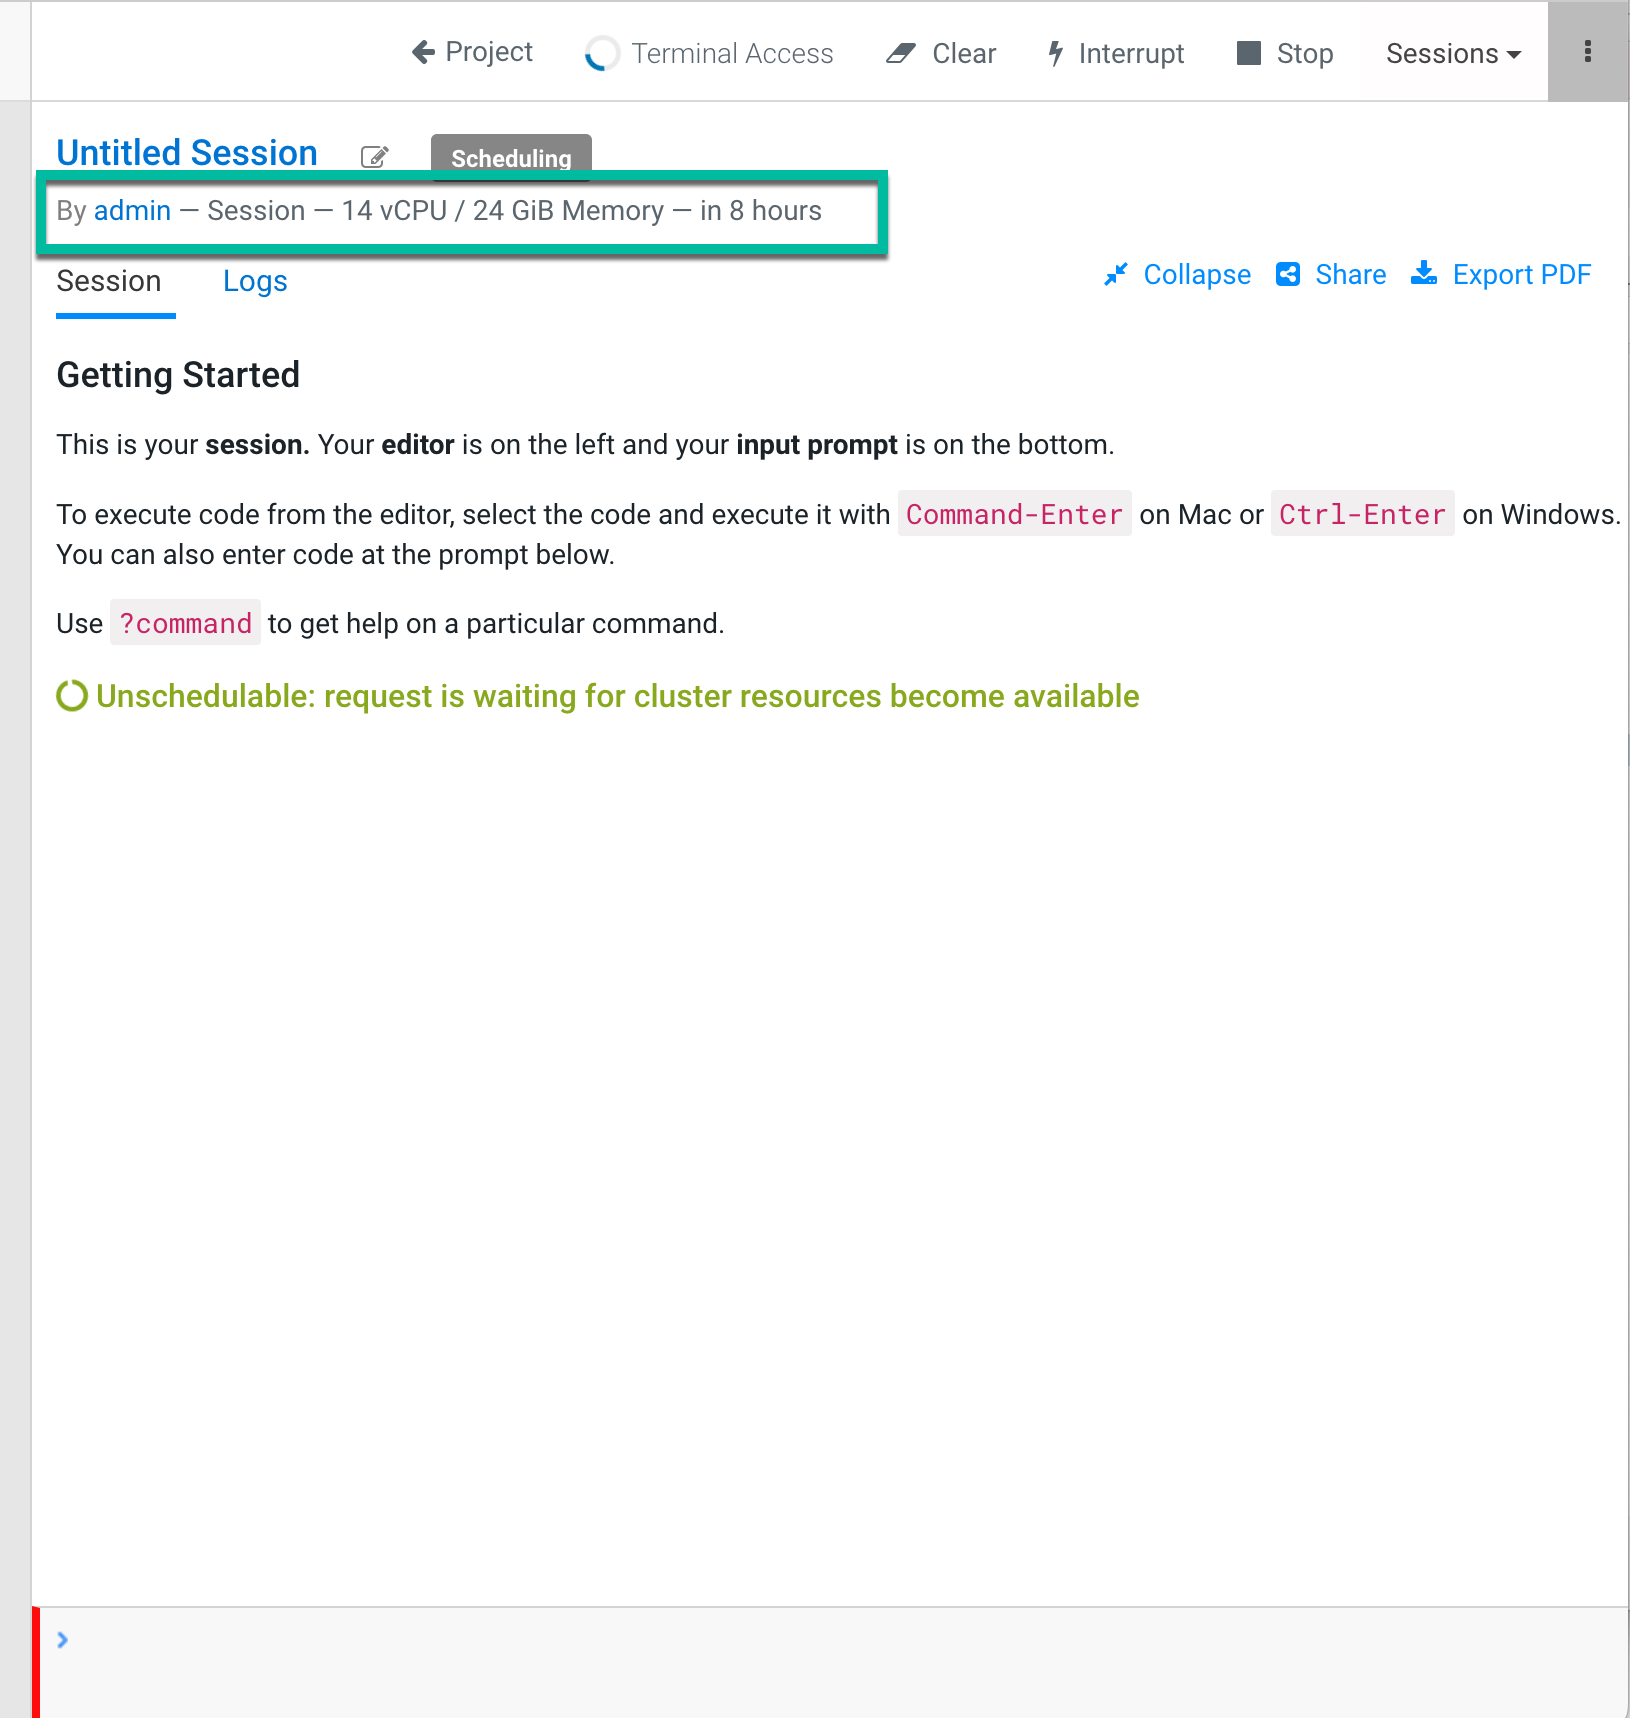 Project Terminal Access Clear Interrupt Stop Sessions
Untitled Session Scheduling
By admin — Session — 14 vCPU / 24 GiB Memory — in 8 hours
Session Logs Collapse Share Export PDF
Getting Started
This is your session. Your editor is on the left and your input prompt is on the bottom.
To execute code from the editor, select the code and execute it with Command-Enter on Mac or Ctrl-Enter on Windows.
You can also enter code at the prompt below.
Use ?command to get help on a particular command.
Unschedulable: request is waiting for cluster resources become available